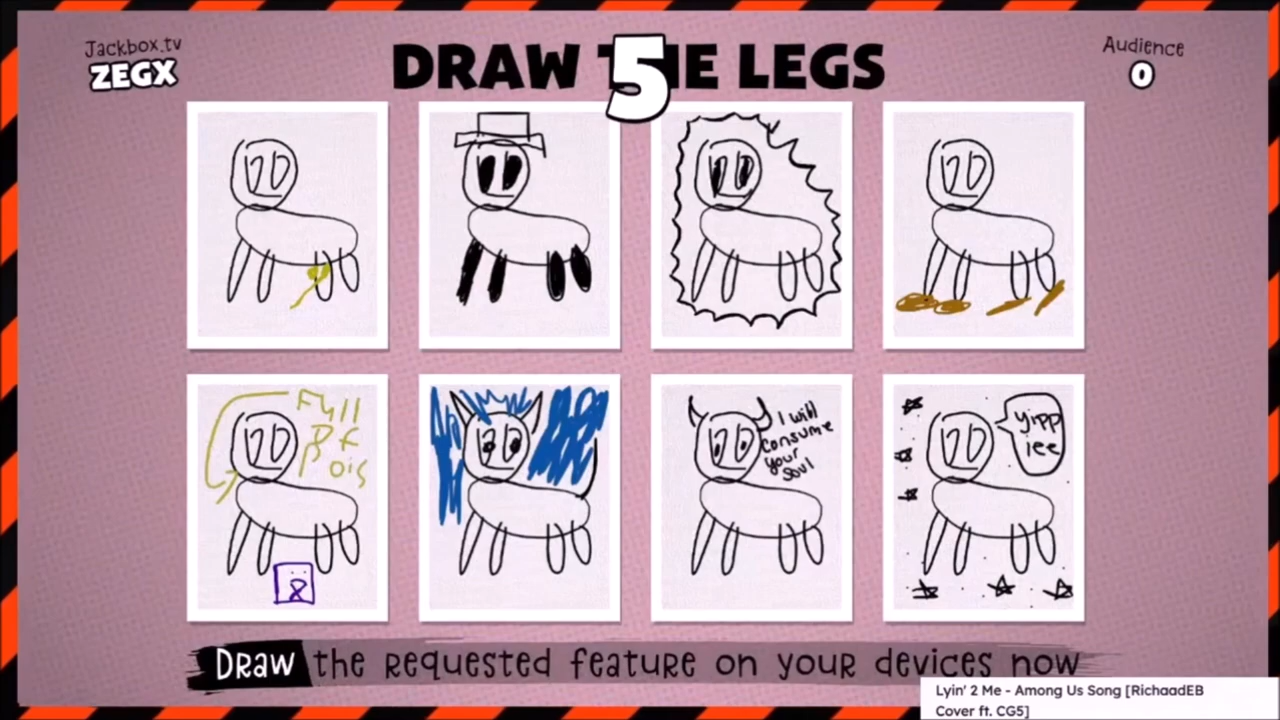 Jackbox.tv
ZEGX
DRAW THE LEGS
5
Audience
0
Full
Of
I will
consume
your
soul
yipp
iee
Draw the requested feature on your devices now
Lyin' 2 Me - Among Us Song [RichaadEB
Cover ft. CG5]